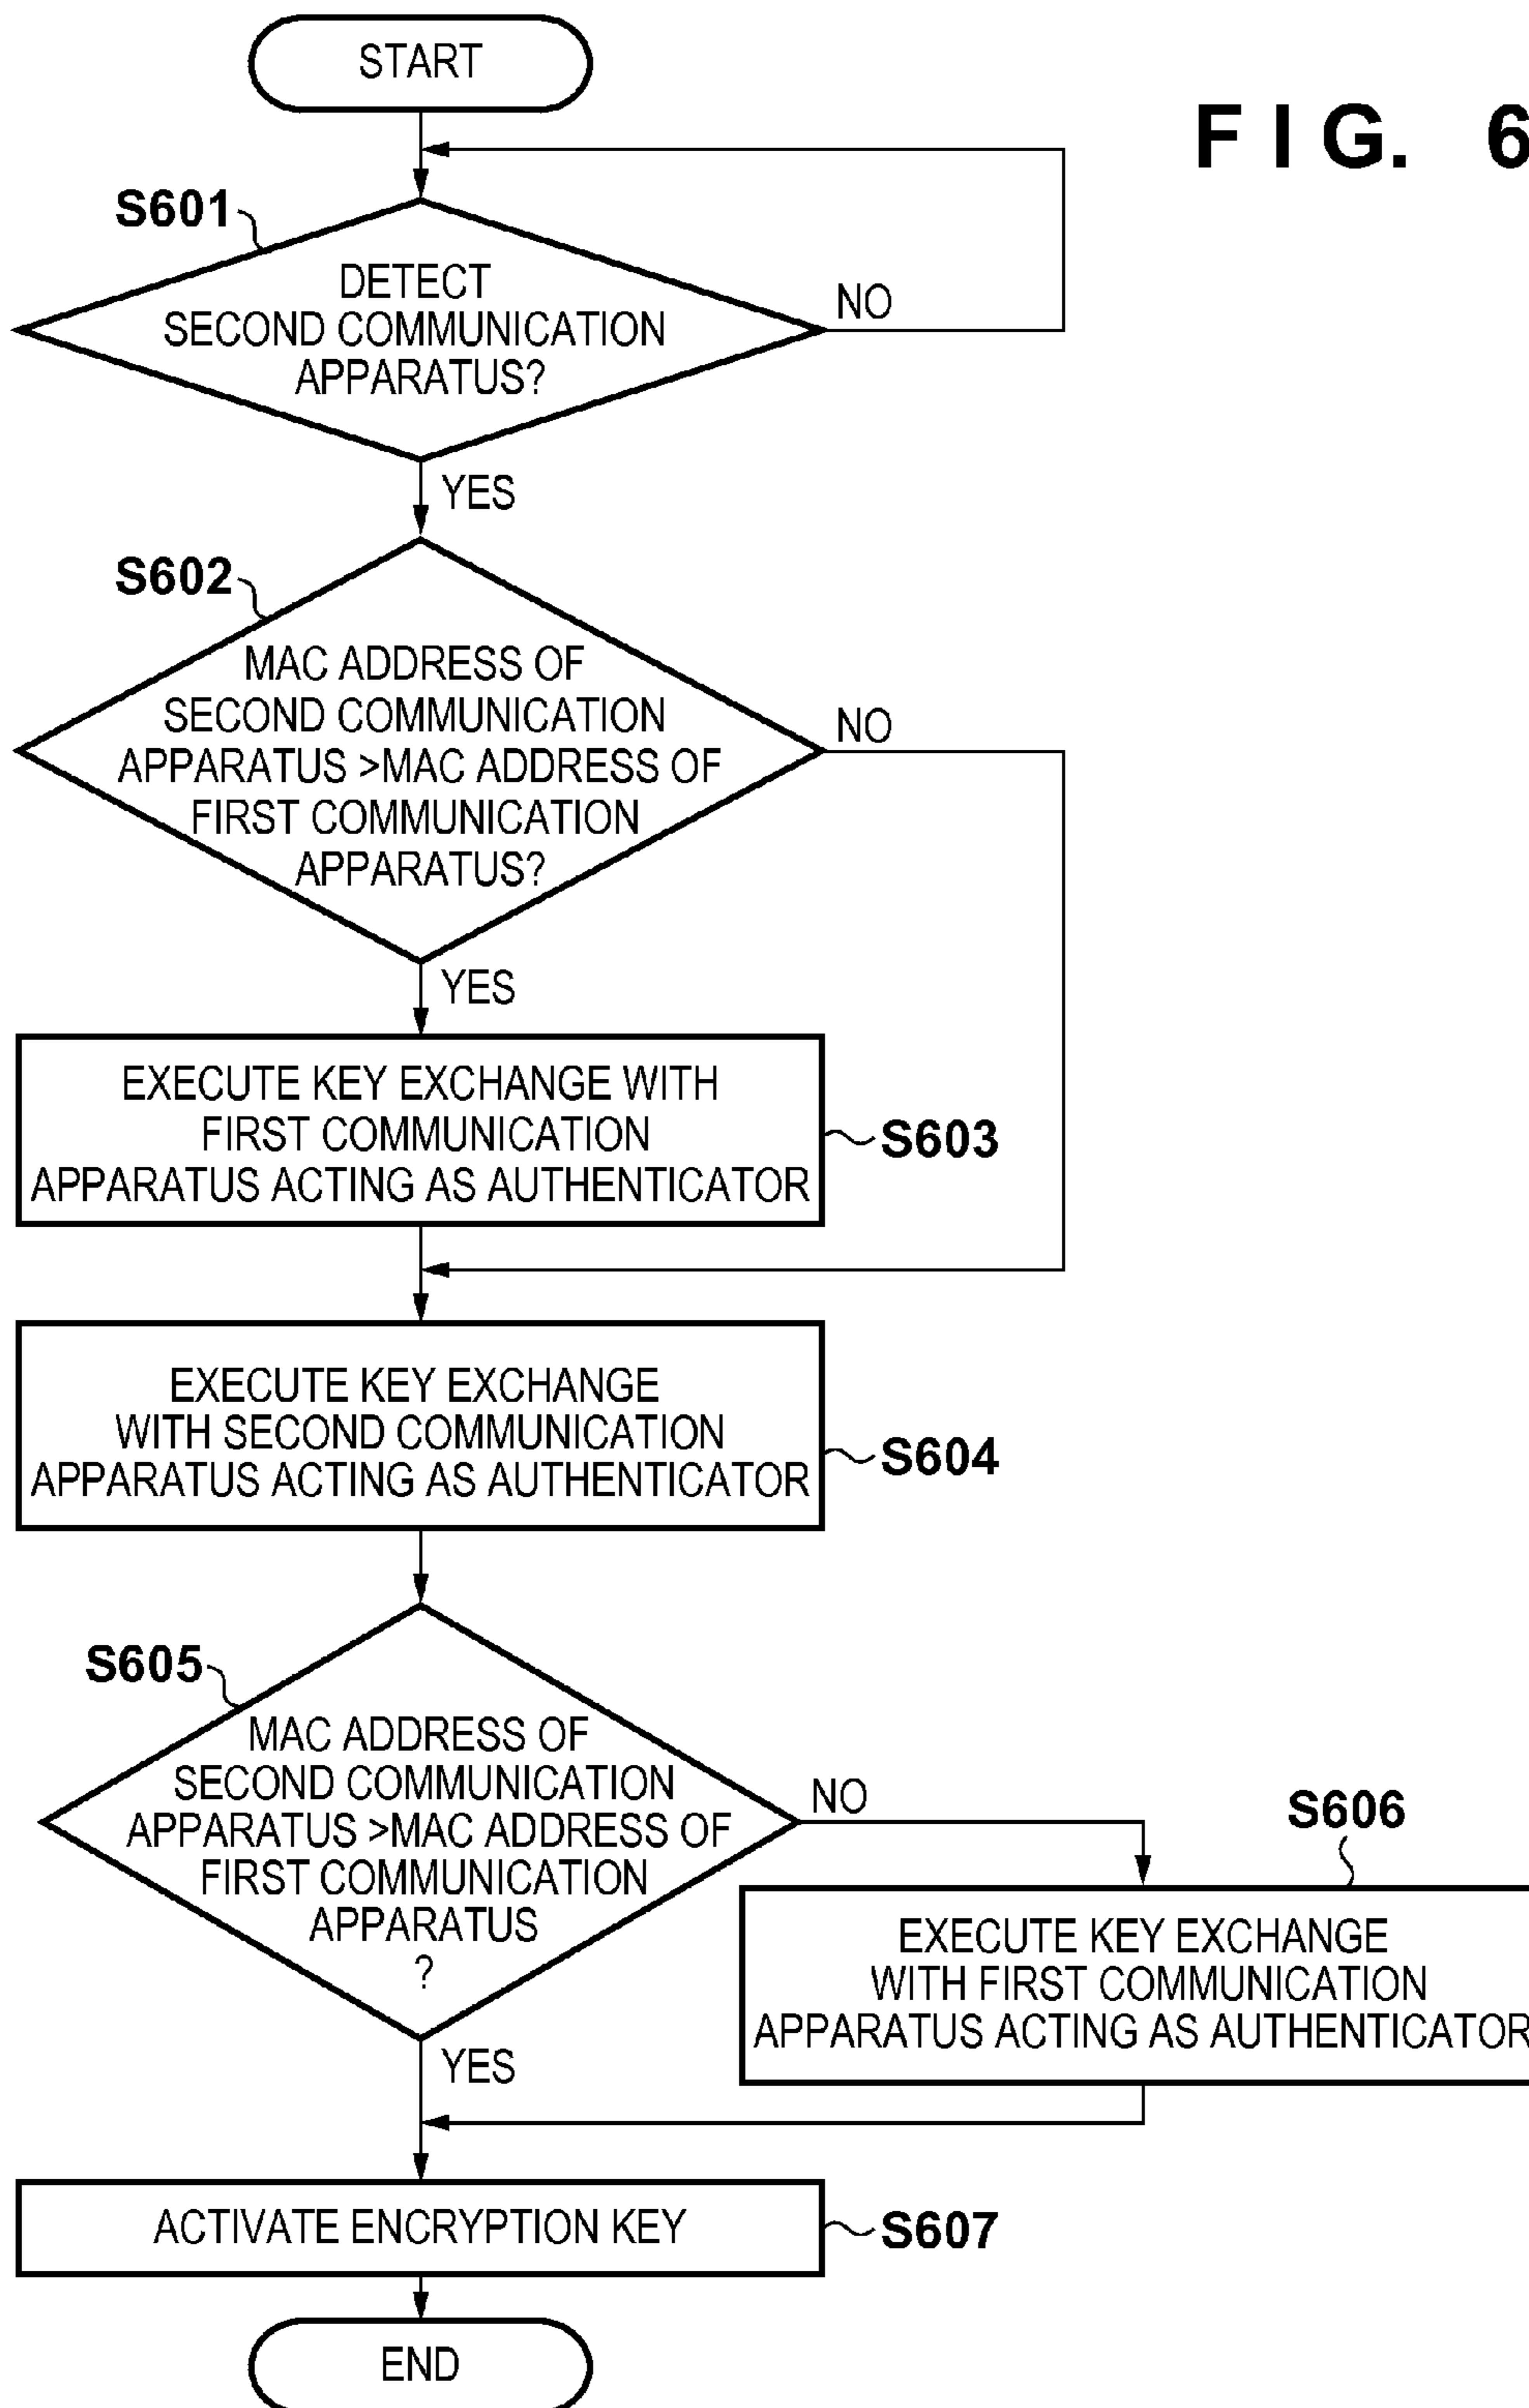 START
FIG. 6
S601
DETECT
SECOND COMMUNICATION
APPARATUS?
NO
YES
S602
MAC ADDRESS OF
SECOND COMMUNICATION
APPARATUS >MAC ADDRESS OF
FIRST COMMUNICATION
APPARATUS?
NO
YES
EXECUTE KEY EXCHANGE WITH
FIRST COMMUNICATION
APPARATUS ACTING AS AUTHENTICATOR
S603
EXECUTE KEY EXCHANGE
WITH SECOND COMMUNICATION
APPARATUS ACTING AS AUTHENTICATOR
S604
S605
MAC ADDRESS OF
SECOND COMMUNICATION
APPARATUS >MAC ADDRESS OF
FIRST COMMUNICATION
APPARATUS
?
NO
YES
S606
EXECUTE KEY EXCHANGE
WITH FIRST COMMUNICATION
APPARATUS ACTING AS AUTHENTICATOR
ACTIVATE ENCRYPTION KEY
S607
END